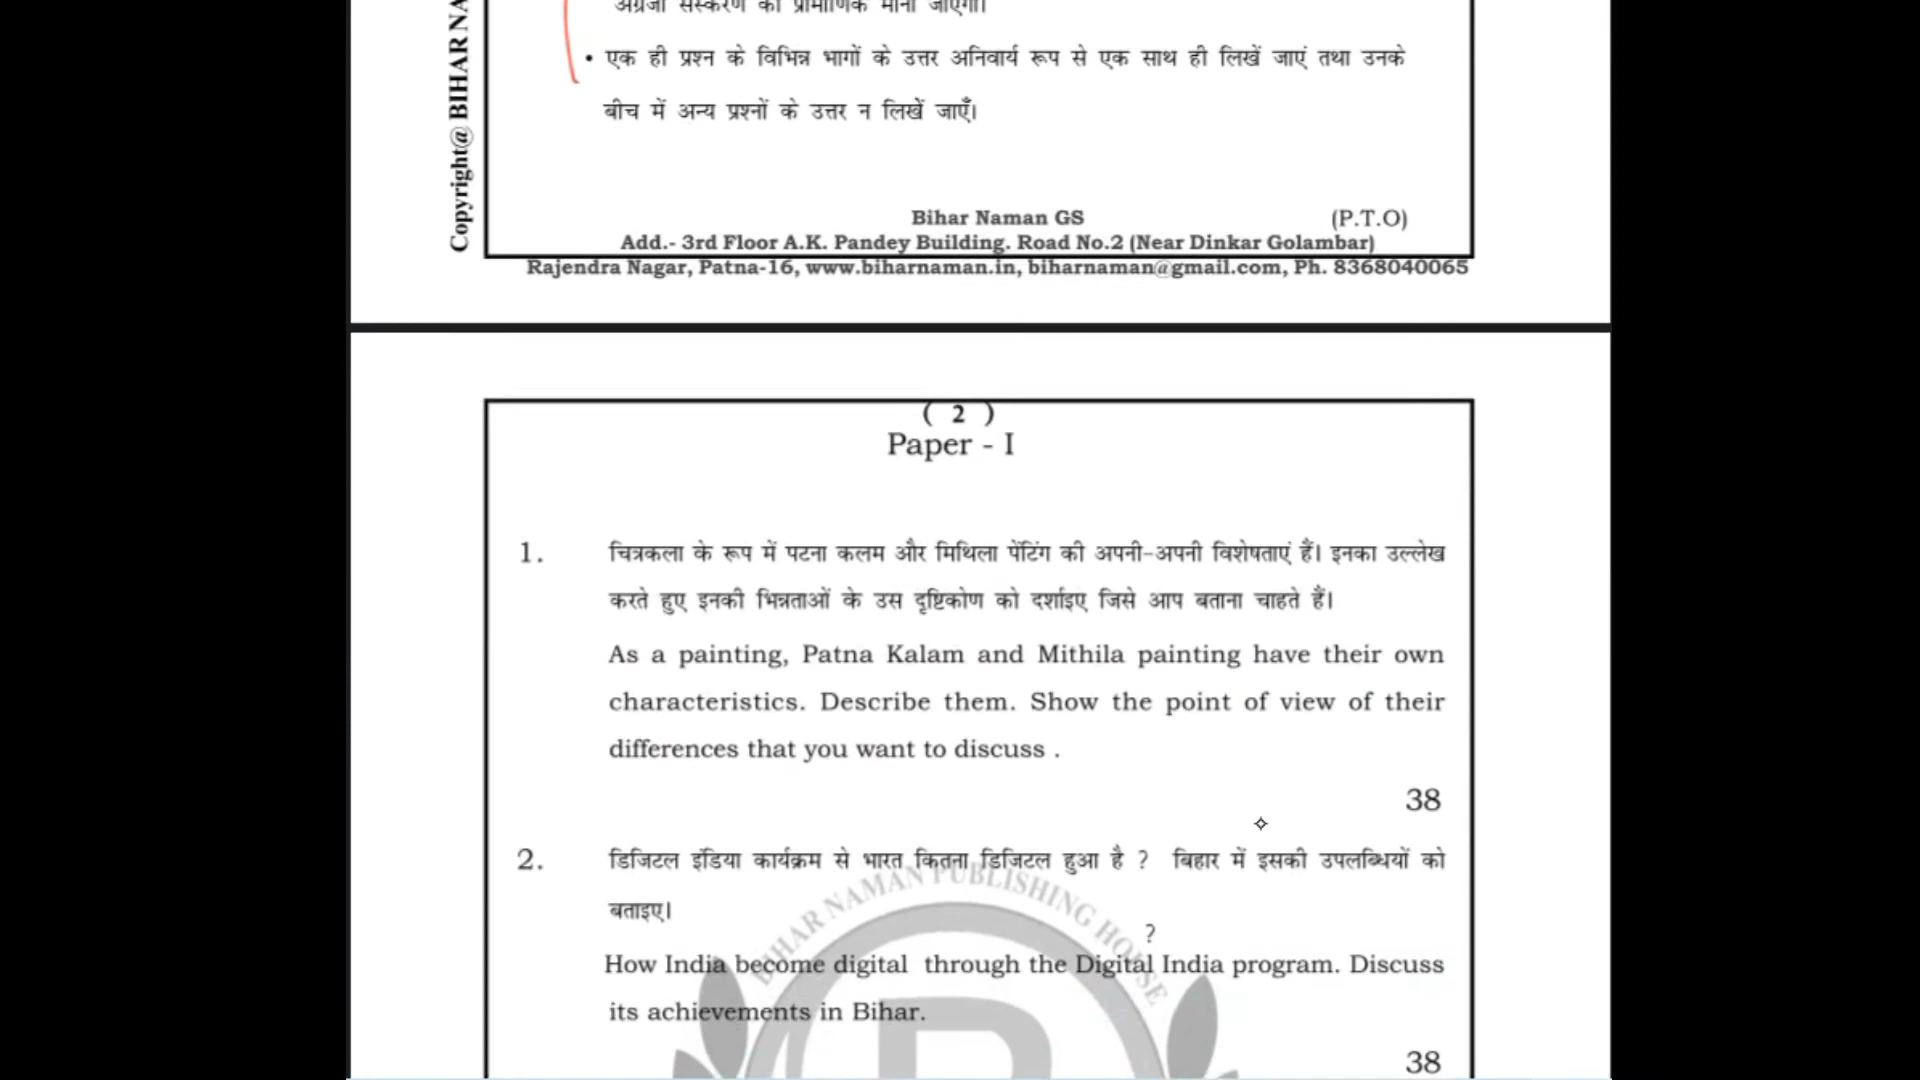 अंग्रेजी संस्करण को प्रामाणिक माना जाएगा।
• एक ही प्रश्न के विभिन्न भागों के उत्तर अनिवार्य रूप से एक साथ ही लिखें जाएं तथा उनके
बीच में अन्य प्रश्नों के उत्तर न लिखें जाएँ।
Copyright@ BIHAR NA
Bihar Naman GS
(P.T.O)
Add.- 3rd Floor A.K. Pandey Building. Road No.2 (Near Dinkar Golambar)
Rajendra Nagar, Patna-16, www.biharnaman.in, biharnaman@gmail.com, Ph. 8368040065
( 2 )
Paper - I
1. चित्रकला के रूप में पटना कलम और मिथिला पेंटिंग की अपनी-अपनी विशेषताएं हैं। इनका उल्लेख
करते हुए इनकी भिन्नताओं के उस दृष्टिकोण को दर्शाइए जिसे आप बताना चाहते हैं।
As a painting, Patna Kalam and Mithila painting have their own
characteristics. Describe them. Show the point of view of their
differences that you want to discuss .
38
2. डिजिटल इंडिया कार्यक्रम से भारत कितना डिजिटल हुआ है ? बिहार में इसकी उपलब्धियों को
बताइए।
?
How India become digital through the Digital India program. Discuss
its achievements in Bihar.
38
BIHAR NAMAN PUBLISHING HOUSE